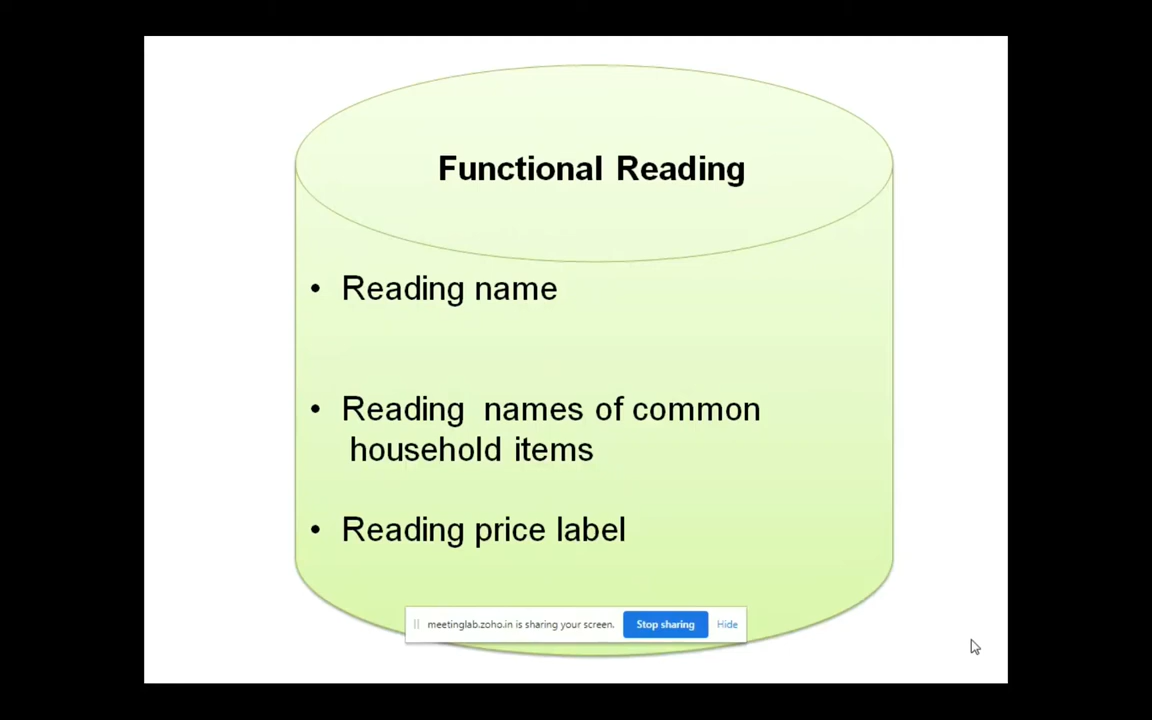 Functional Reading
• Reading name
• Reading names of common
household items
• Reading price label
meetinglab.zoho.in is sharing your screen. Stop sharing Hide